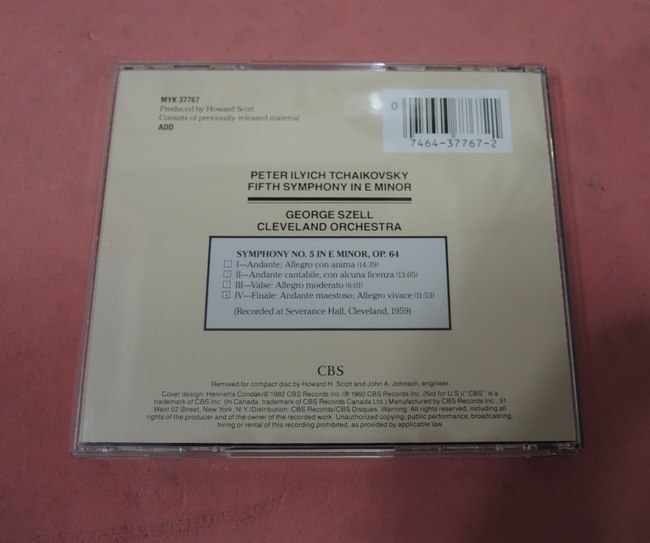 MYK 37767
Produced by Howard Scott
Consists of previously released material
ADD
0
7464-37767-2
PETER ILYICH TCHAIKOVSKY
FIFTH SYMPHONY IN E MINOR
GEORGE SZELL
CLEVELAND ORCHESTRA
SYMPHONY NO. 5 IN E MINOR, OP. 64
1 I—Andante; Allegro con anima (14:39)
2 II—Andante cantabile, con alcuna licenza (13:05)
3 III—Valse: Allegro moderato (6:01)
4 IV—Finale: Andante maestoso; Allegro vivace (11:53)
(Recorded at Severance Hall, Cleveland, 1959)
CBS
Remixed for compact disc by Howard H. Scott and John A. Johnson, engineer
Cover design: Henrietta Condak/© 1982 CBS Records Inc./℗ 1960 CBS Records Inc. (Not for U.S.)/"CBS" is a
trademark of CBS Inc. (In Canada, trademark of CBS Records Canada Ltd.) Manufactured by CBS Records Inc., 51
West 52 Street, New York, N.Y./Distribution: CBS Records/CBS Disques. Warning: All rights reserved, including all
rights of the producer and of the owner of the recorded work. Unauthorized copying, public performance, broadcasting,
hiring or rental of this recording prohibited, as provided by applicable law.